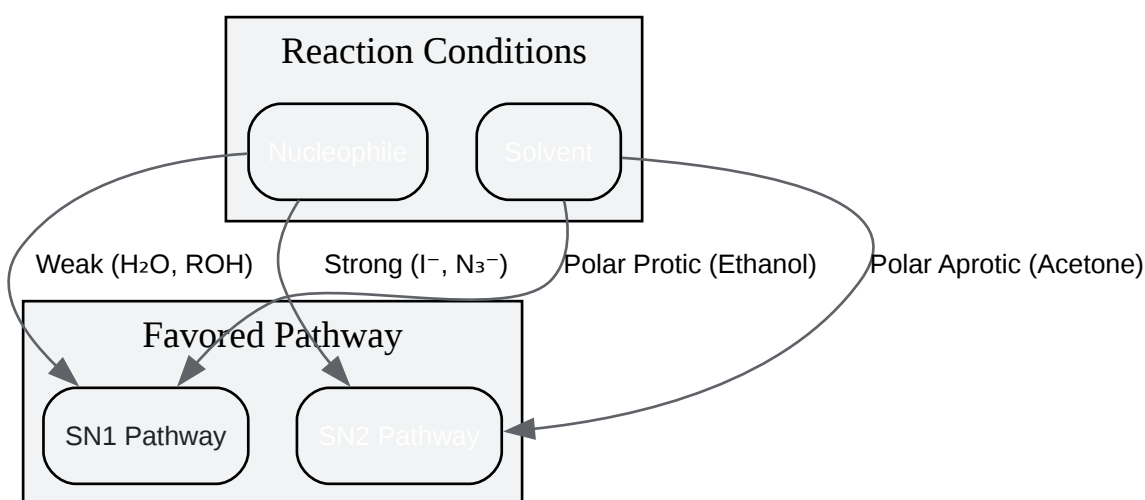 Reaction Conditions
Nucleophile
Solvent
Weak (H₂O, ROH)
Strong (I⁻, N₃⁻)
Polar Protic (Ethanol)
Polar Aprotic (Acetone)
Favored Pathway
SN1 Pathway
SN2 Pathway